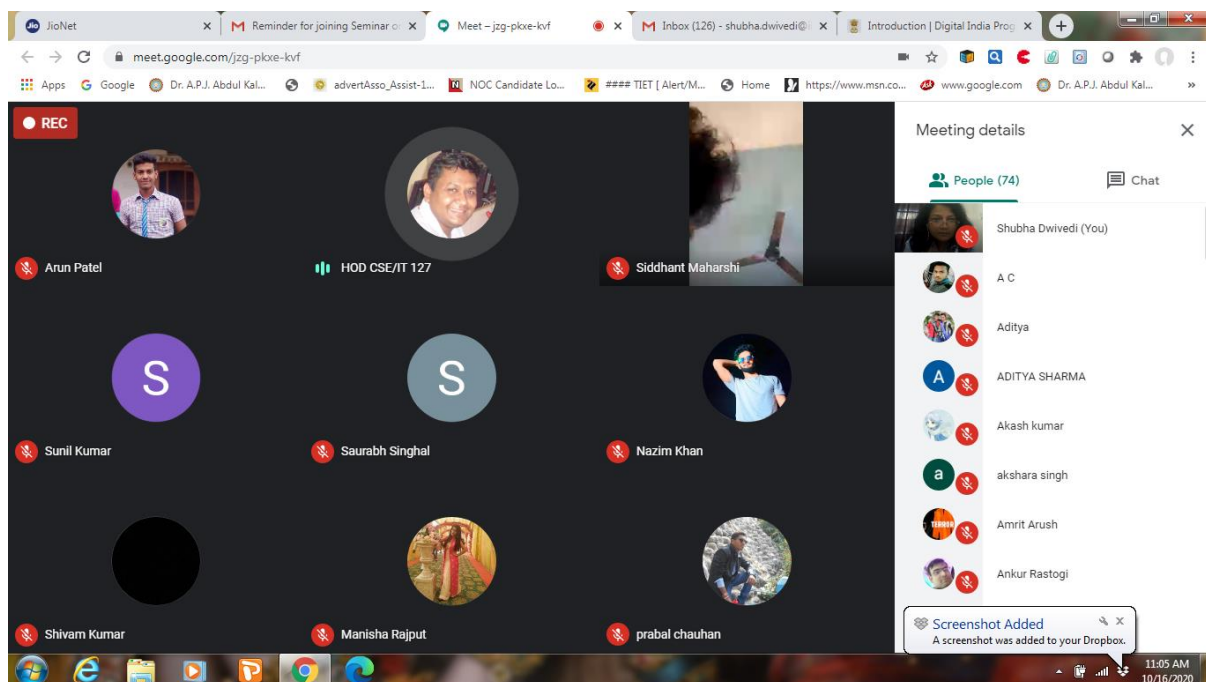 JioNet
Reminder for joining Seminar o
Meet – jzg-pkxe-kvf
Inbox (126) - shubha.dwivedi@
Introduction | Digital India Prog
meet.google.com/jzg-pkxe-kvf
Apps
Google
Dr. A.P.J. Abdul Kal...
advertAsso_Assist-1...
NOC Candidate Lo...
#### TIET [ Alert/M...
Home
https://www.msn.co...
www.google.com
Dr. A.P.J. Abdul Kal...
REC
Meeting details
People (74)
Chat
Arun Patel
HOD CSE/IT 127
Siddhant Maharshi
Sunil Kumar
S
Saurabh Singhal
S
Nazim Khan
Shivam Kumar
Manisha Rajput
prabal chauhan
Shubha Dwivedi (You)
A C
Aditya
A
ADITYA SHARMA
Akash kumar
a
akshara singh
TERROR
Amrit Arush
Ankur Rastogi
Screenshot Added
A screenshot was added to your Dropbox.
11:05 AM
10/16/2020